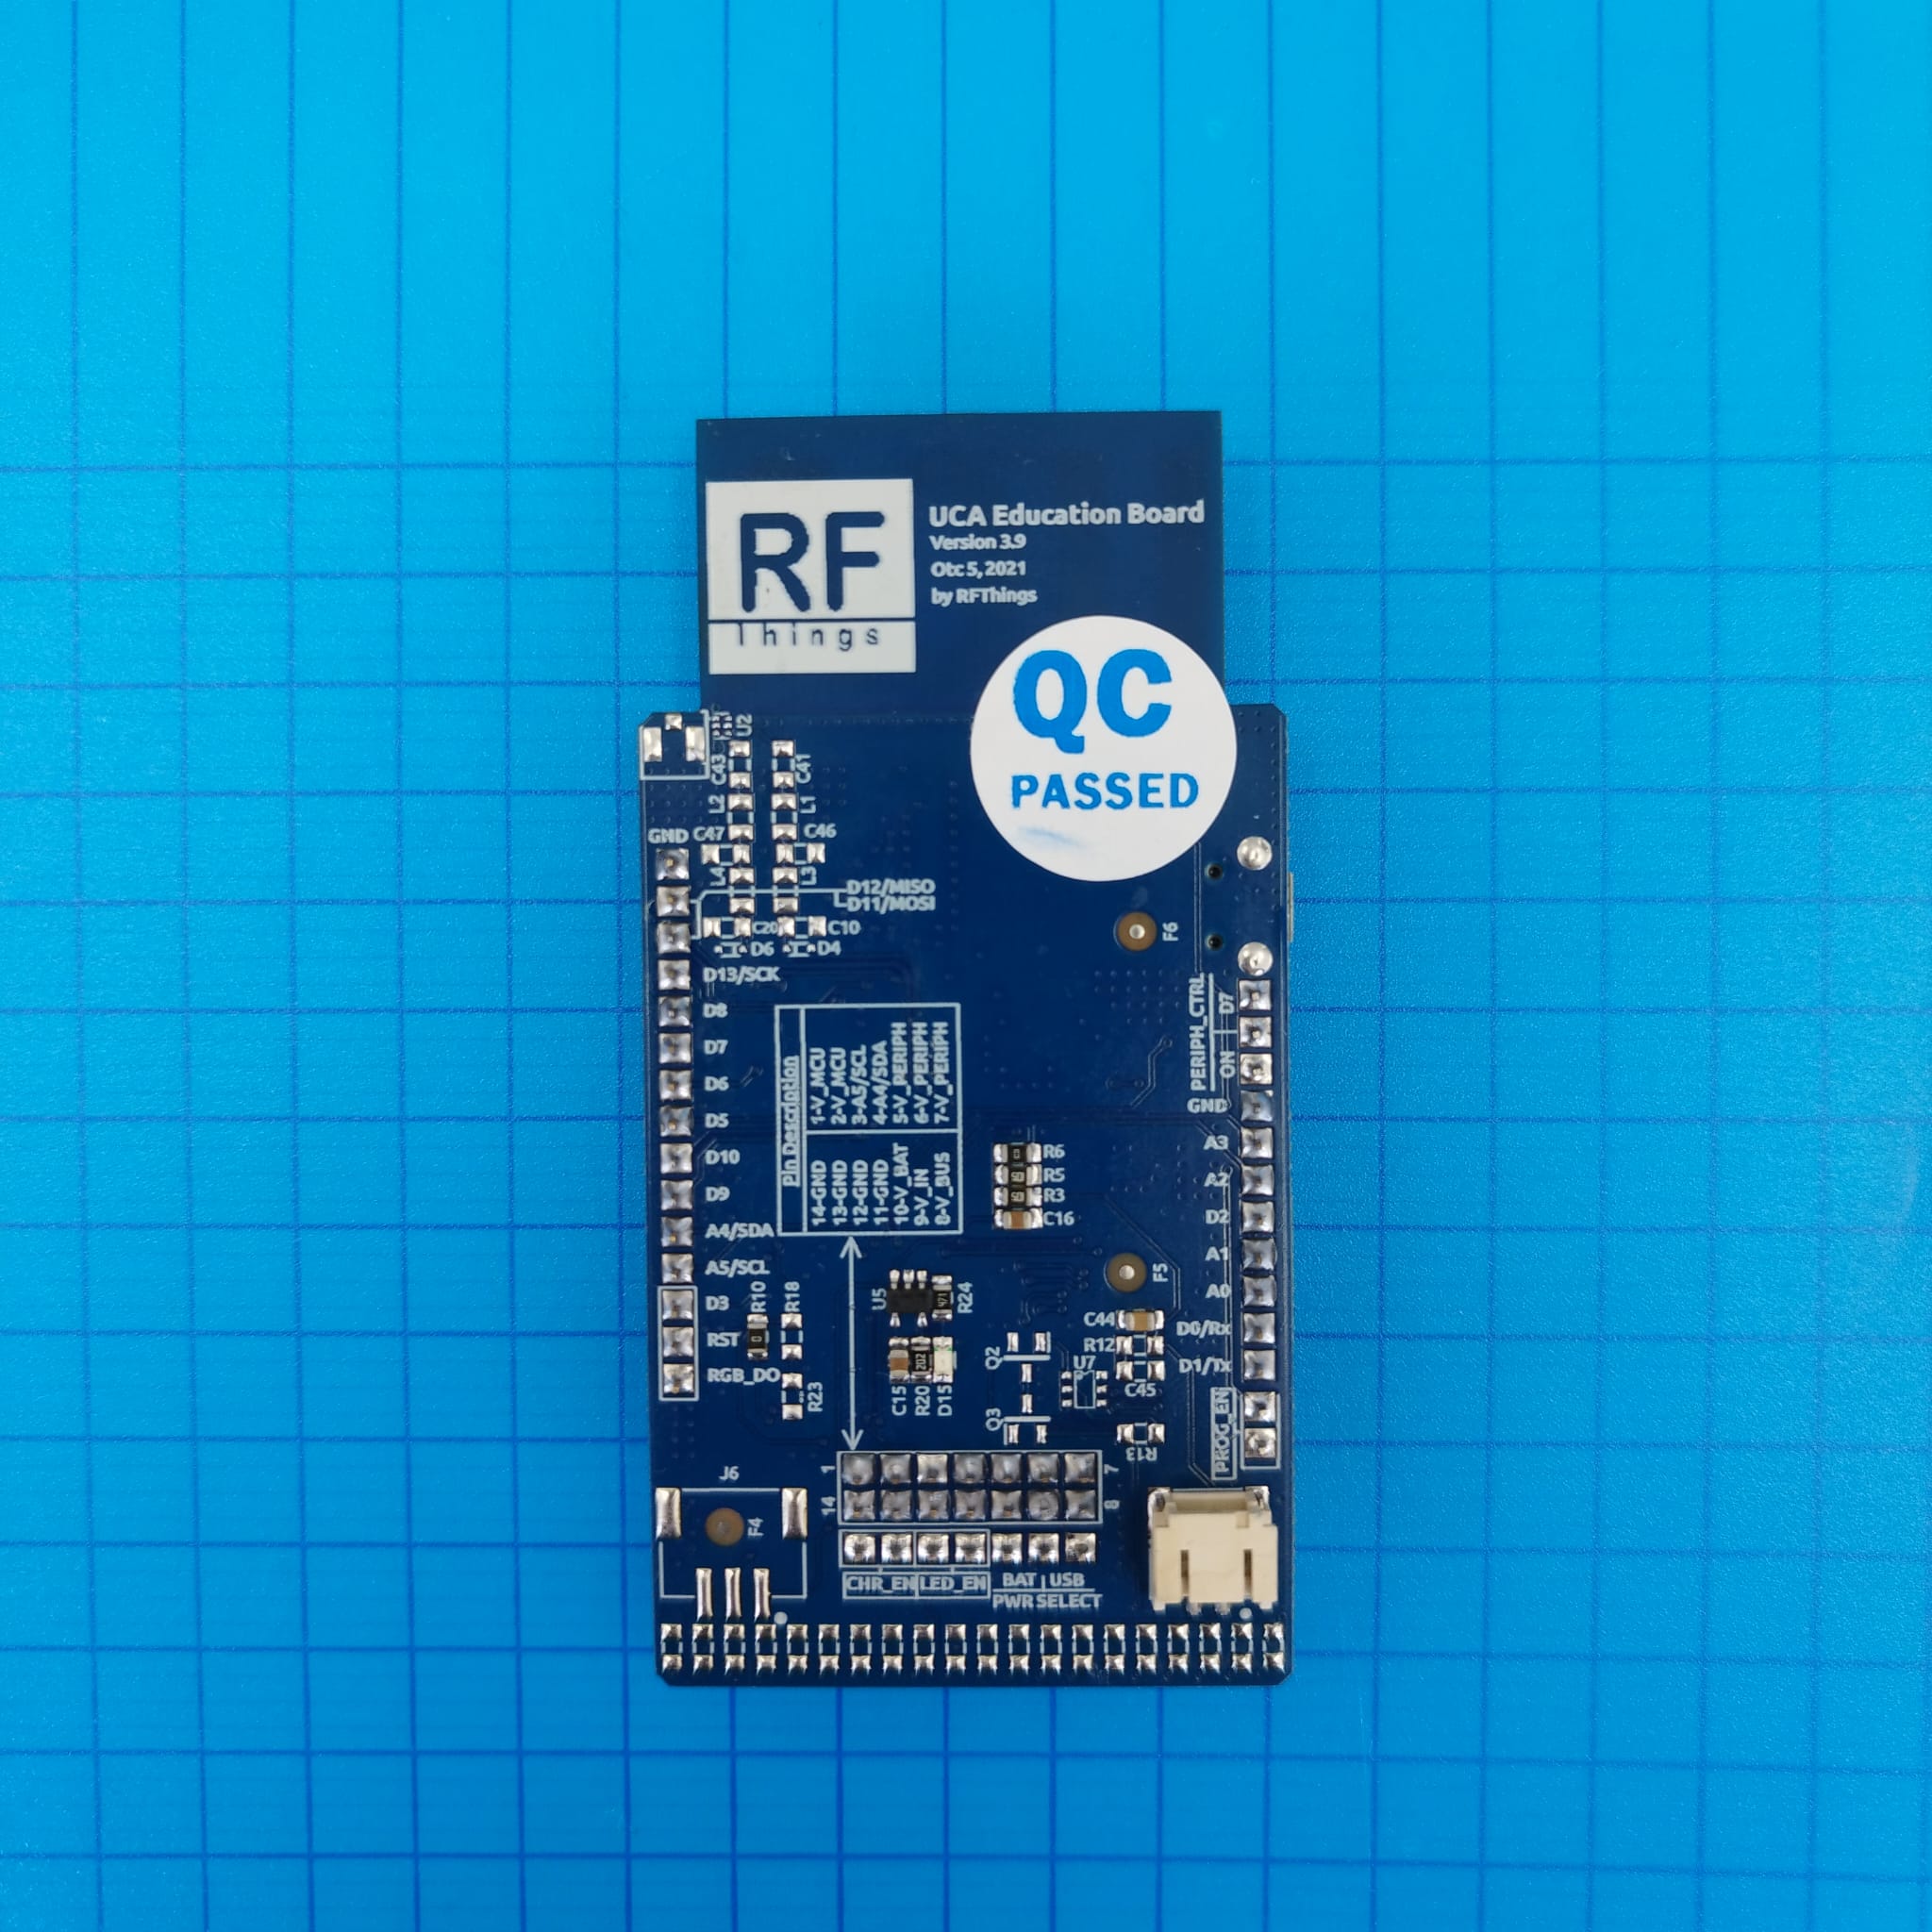 RF
Things
UCA Education Board
Version 3.9
Otc 5, 2021
by RFThings
QC
PASSED
U2
C43
C41
L2
L1
GND
C47
C46
L4
L3
D12/MISO
D11/MOSI
C20
C10
D6
D4
D13/SCK
D8
D7
D6
D5
D10
D9
A4/SDA
A5/SCL
D3
RST
RGB_DO
F6
PERIPH_CTRL
D7
ON
GND
A3
A2
D2
A1
A0
D0/Rx
D1/Tx
PROG_EN
Pin Description
14-GND 1-V_MCU
13-GND 2-V_MCU
12-GND 3-A5/SCL
11-GND 4-A4/SDA
10-V_BAT 5-V_PERIPH
9-V_IN 6-V_PERIPH
8-V_BUS 7-V_PERIPH
R6
R5
R3
C16
F5
R10
R18
R23
U5
R24
C15
R20
202
D15
Q2
Q3
C44
R12
U7
C45
R13
J6
F4
1
7
14
8
CHR_EN
LED_EN
BAT
USB
PWR SELECT